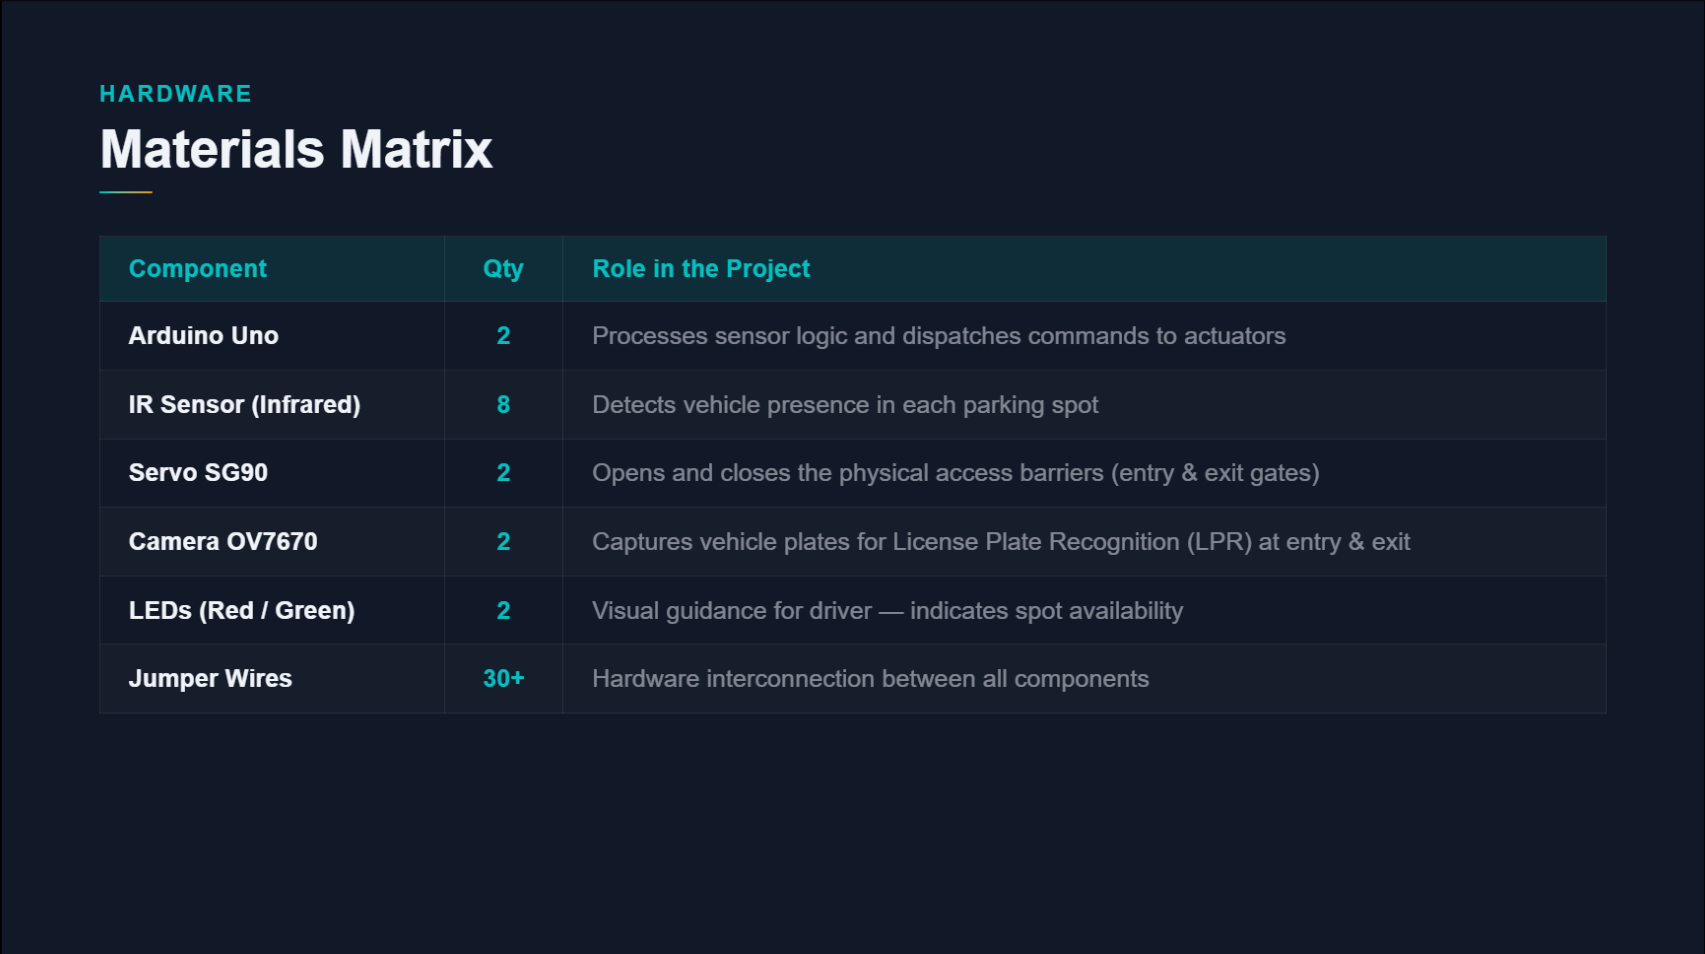 HARDWARE
Materials Matrix
Component Qty Role in the Project
Arduino Uno 2 Processes sensor logic and dispatches commands to actuators
IR Sensor (Infrared) 8 Detects vehicle presence in each parking spot
Servo SG90 2 Opens and closes the physical access barriers (entry & exit gates)
Camera OV7670 2 Captures vehicle plates for License Plate Recognition (LPR) at entry & exit
LEDs (Red / Green) 2 Visual guidance for driver — indicates spot availability
Jumper Wires 30+ Hardware interconnection between all components